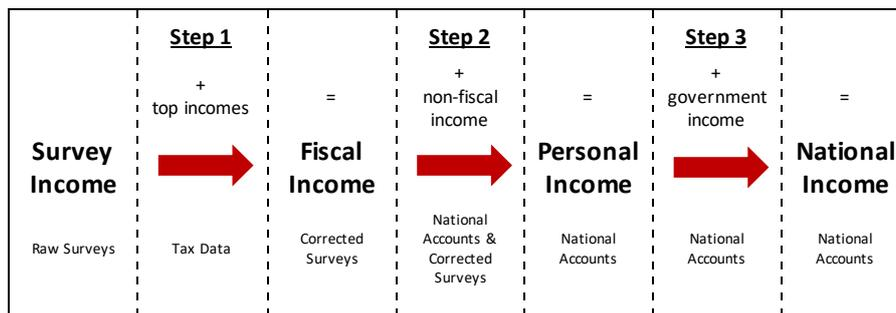 Survey
Income
Raw Surveys
Step 1
+
top incomes
Tax Data
=
Fiscal
Income
Corrected
Surveys
Step 2
+
non-fiscal
income
National
Accounts &
Corrected
Surveys
=
Personal
Income
National
Accounts
Step 3
+
government
income
National
Accounts
=
National
Income
National
Accounts